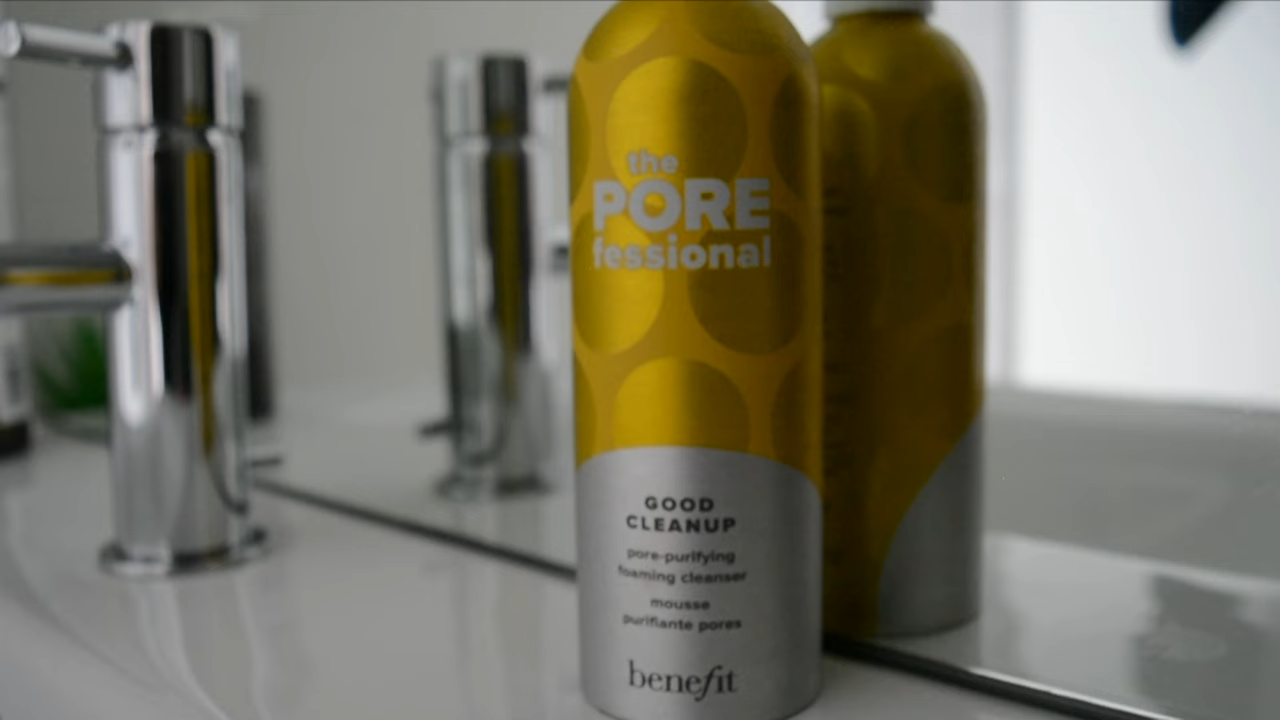 the
PORE
fessional
GOOD
CLEANUP
pore-purifying
foaming cleanser
mousse
purifiante pores
benefit